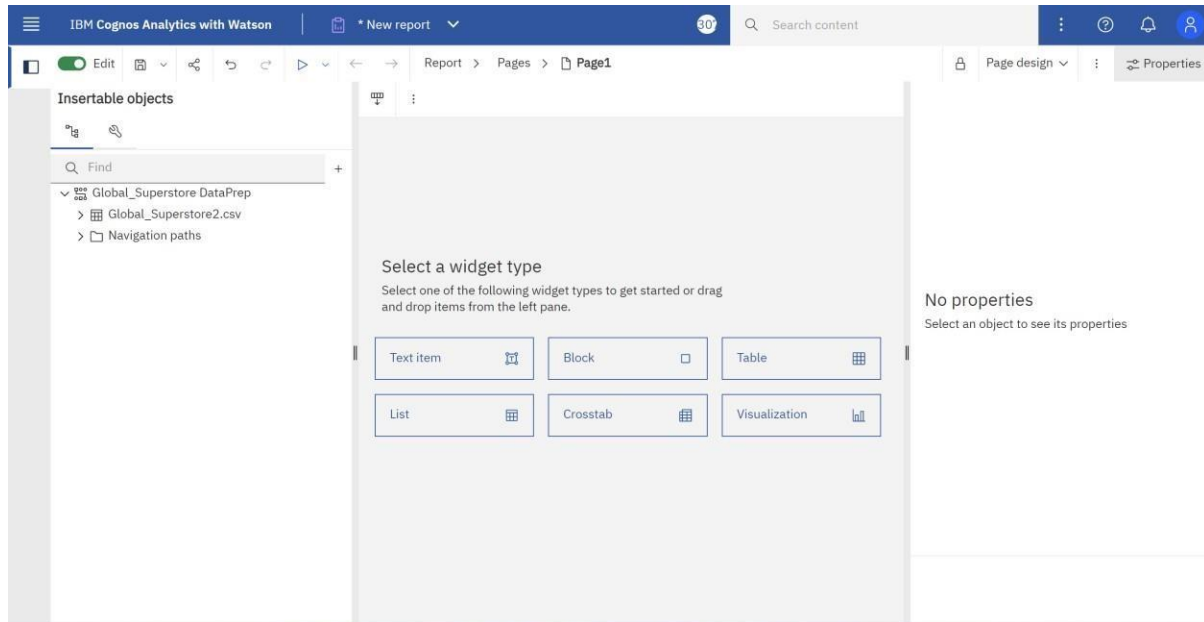 IBM Cognos Analytics with Watson
* New report
30
Search content
Edit
Report > Pages > Page1
Page design
Properties
Insertable objects
Find
Global_Superstore DataPrep
Global_Superstore2.csv
Navigation paths
Select a widget type
Select one of the following widget types to get started or drag
and drop items from the left pane.
Text item
Block
Table
List
Crosstab
Visualization
No properties
Select an object to see its properties